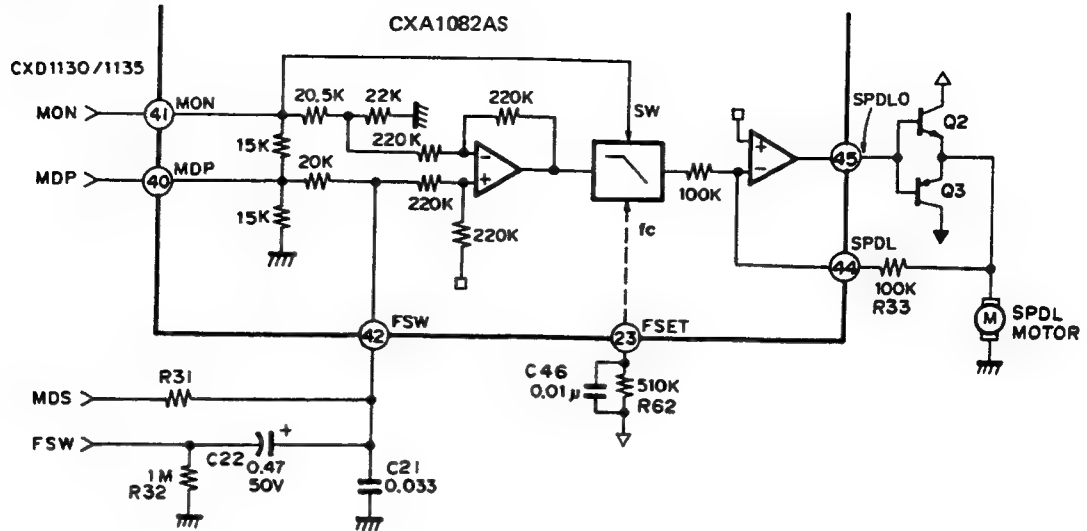 CXA1082AS
CXD1130/1135
MON
41
MON
20.5K
22K
220K
SW
SPDLO
Q2
15K
220K
MDP
40
MDP
20K
-
+
+
-
45
15K
220K
100K
Q3
220K
fc
SPDL
44
100K
R33
42
FSW
23
FSET
M
SPDL
MOTOR
R31
C46
0.01μ
510K
R62
MDS
FSW
+
C22
0.47
50V
1M
R32
C21
0.033